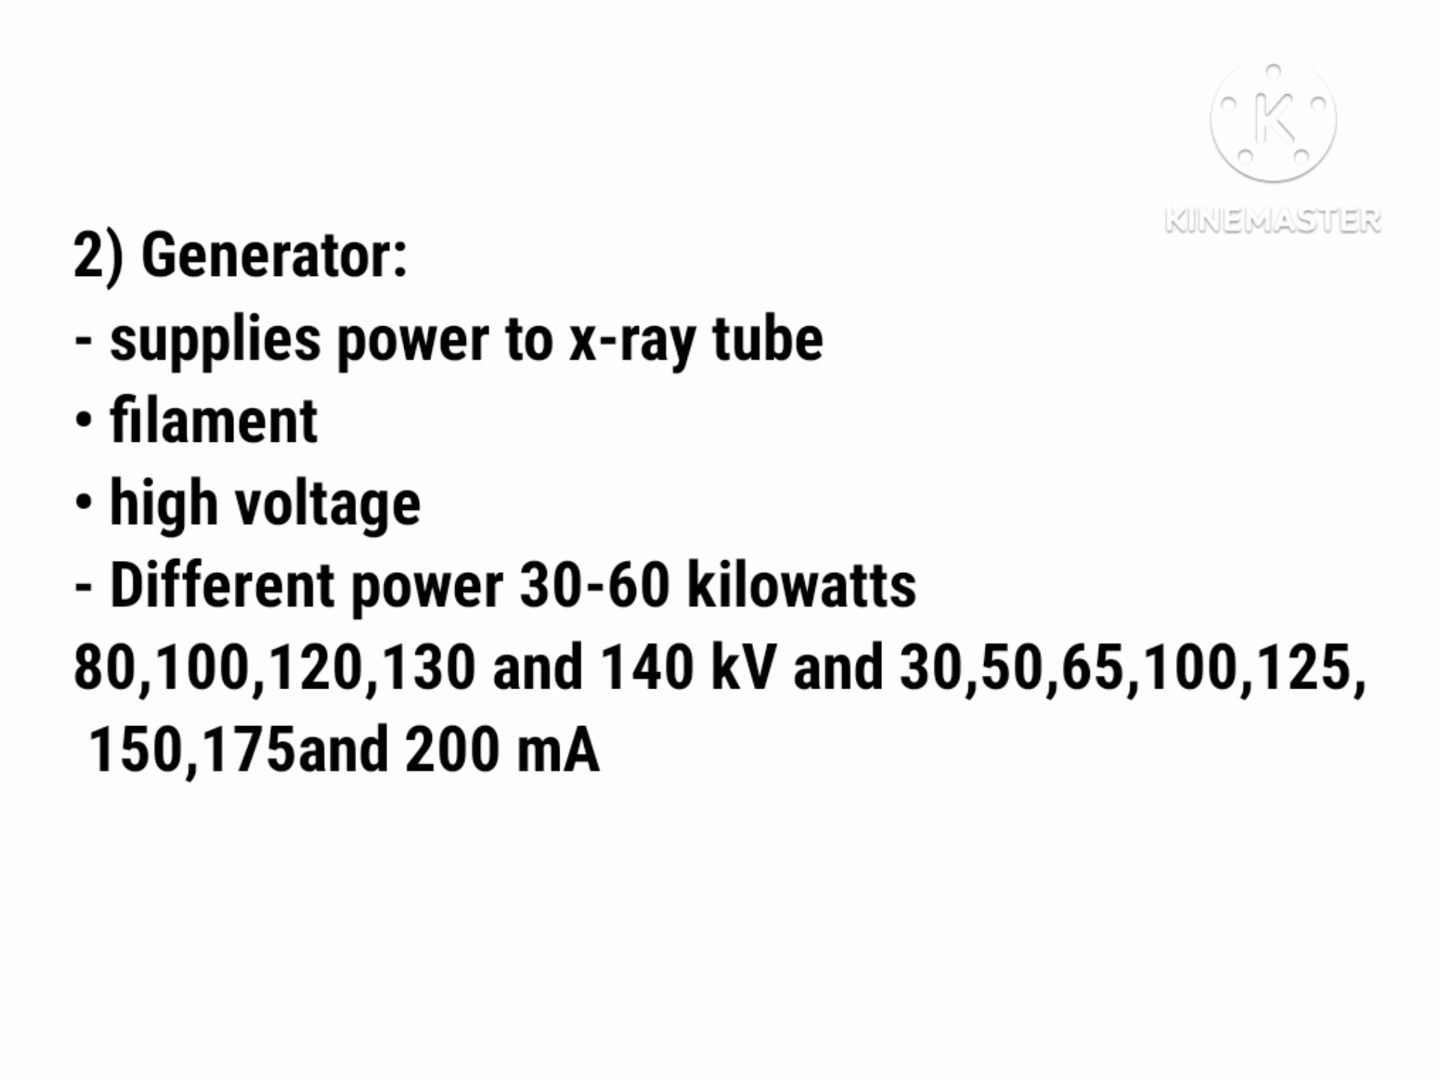 K
KINEMASTER
2) Generator:
- supplies power to x-ray tube
• filament
• high voltage
- Different power 30-60 kilowatts
80,100,120,130 and 140 kV and 30,50,65,100,125,
150,175and 200 mA